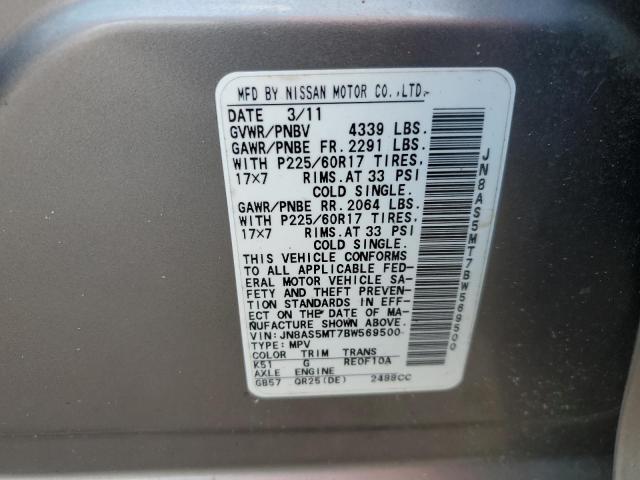 MFD BY NISSAN MOTOR CO.,LTD.
DATE 3/11
GVWR/PNBV 4339 LBS.
GAWR/PNBE FR. 2291 LBS.
WITH P225/60R17 TIRES,
17×7 RIMS. AT 33 PSI
COLD SINGLE.
GAWR/PNBE RR. 2064 LBS.
WITH P225/60R17 TIRES,
17×7 RIMS. AT 33 PSI
COLD SINGLE.
THIS VEHICLE CONFORMS
TO ALL APPLICABLE FED-
ERAL MOTOR VEHICLE SA-
FETY AND THEFT PREVEN-
TION STANDARDS IN EFF-
ECT ON THE DATE OF MA-
NUFACTURE SHOWN ABOVE.
VIN:JN8AS5MT7BW569500
TYPE: MPV
COLOR TRIM TRANS
K51 G RE0F10A
AXLE ENGINE
GB57 QR25(DE) 2488CC
JN8AS5MT7BW569500